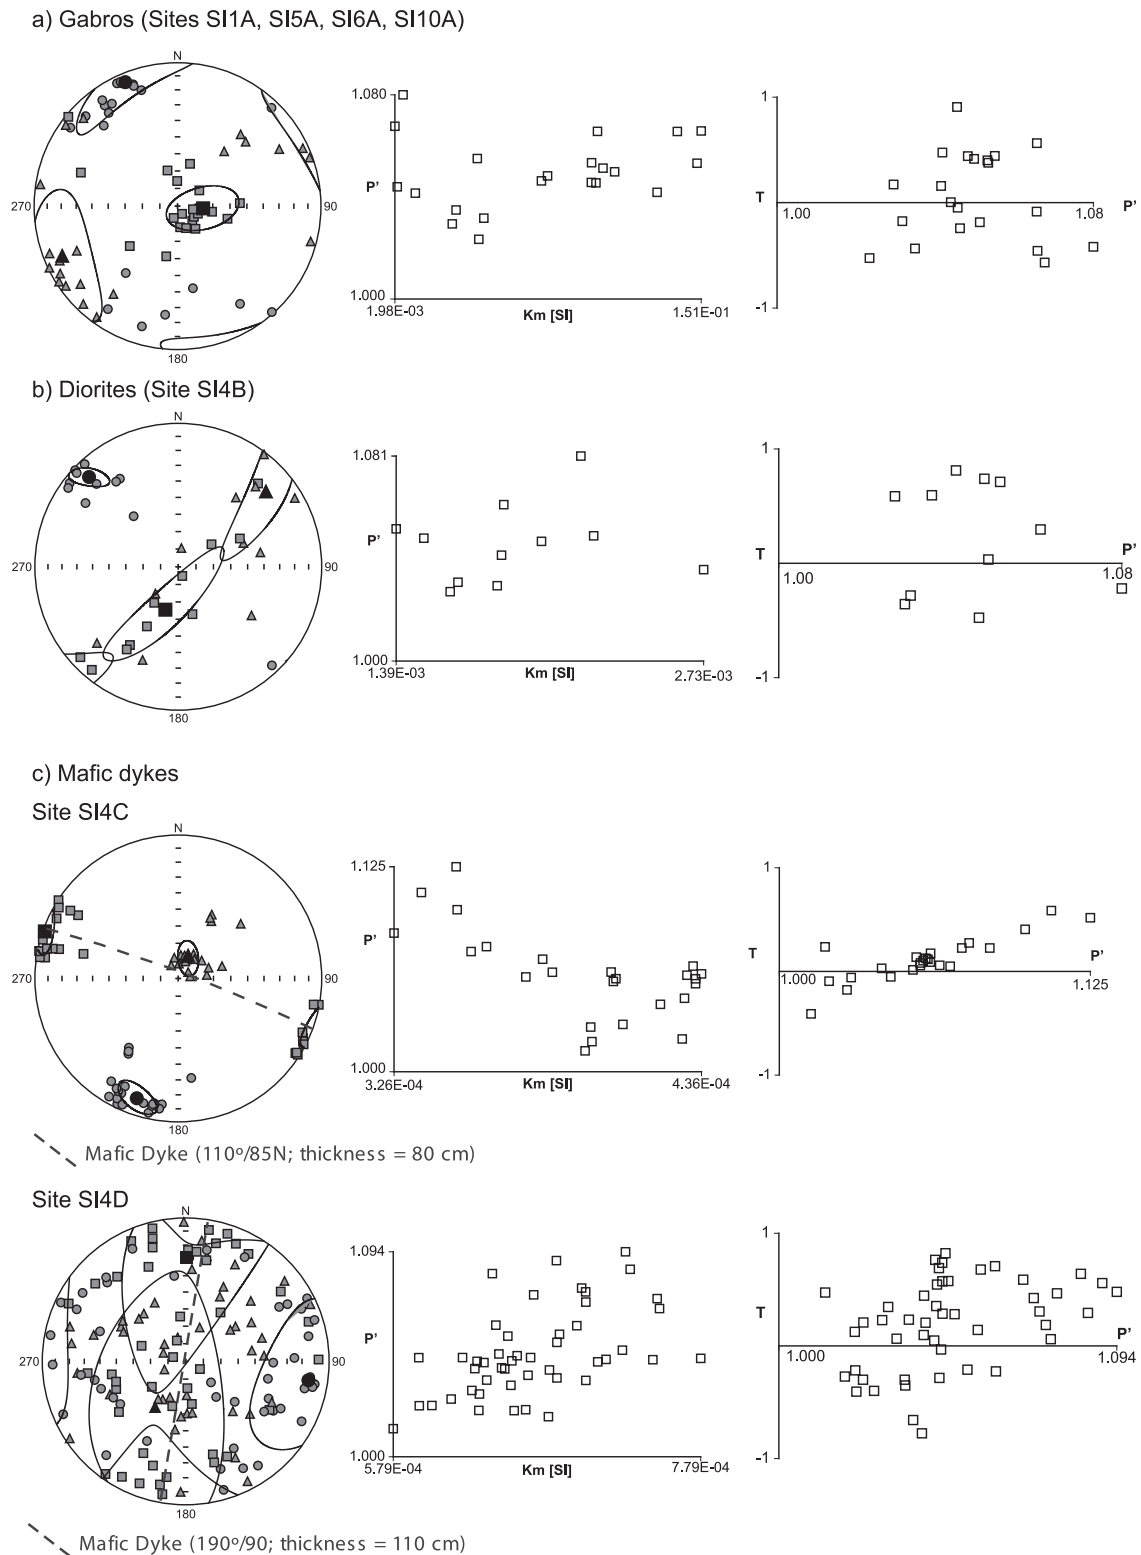 a) Gabros (Sites SI1A, SI5A, SI6A, SI10A)
N
270
90
180
1.080
P'
1.000
1.98E-03
Km [SI]
1.51E-01
1
T
1.00
1.08
P'
-1
b) Diorites (Site SI4B)
N
270
90
180
1.081
P'
1.000
1.39E-03
Km [SI]
2.73E-03
1
T
1.00
P'
1.08
-1
c) Mafic dykes
Site SI4C
N
270
90
180
1.125
P'
1.000
3.26E-04
Km [SI]
4.36E-04
1
T
1.000
P'
1.125
-1
Mafic Dyke (110º/85N; thickness = 80 cm)
Site SI4D
N
270
90
180
1.094
P'
1.000
5.79E-04
Km [SI]
7.79E-04
1
T
1.000
P'
1.094
-1
Mafic Dyke (190º/90; thickness = 110 cm)